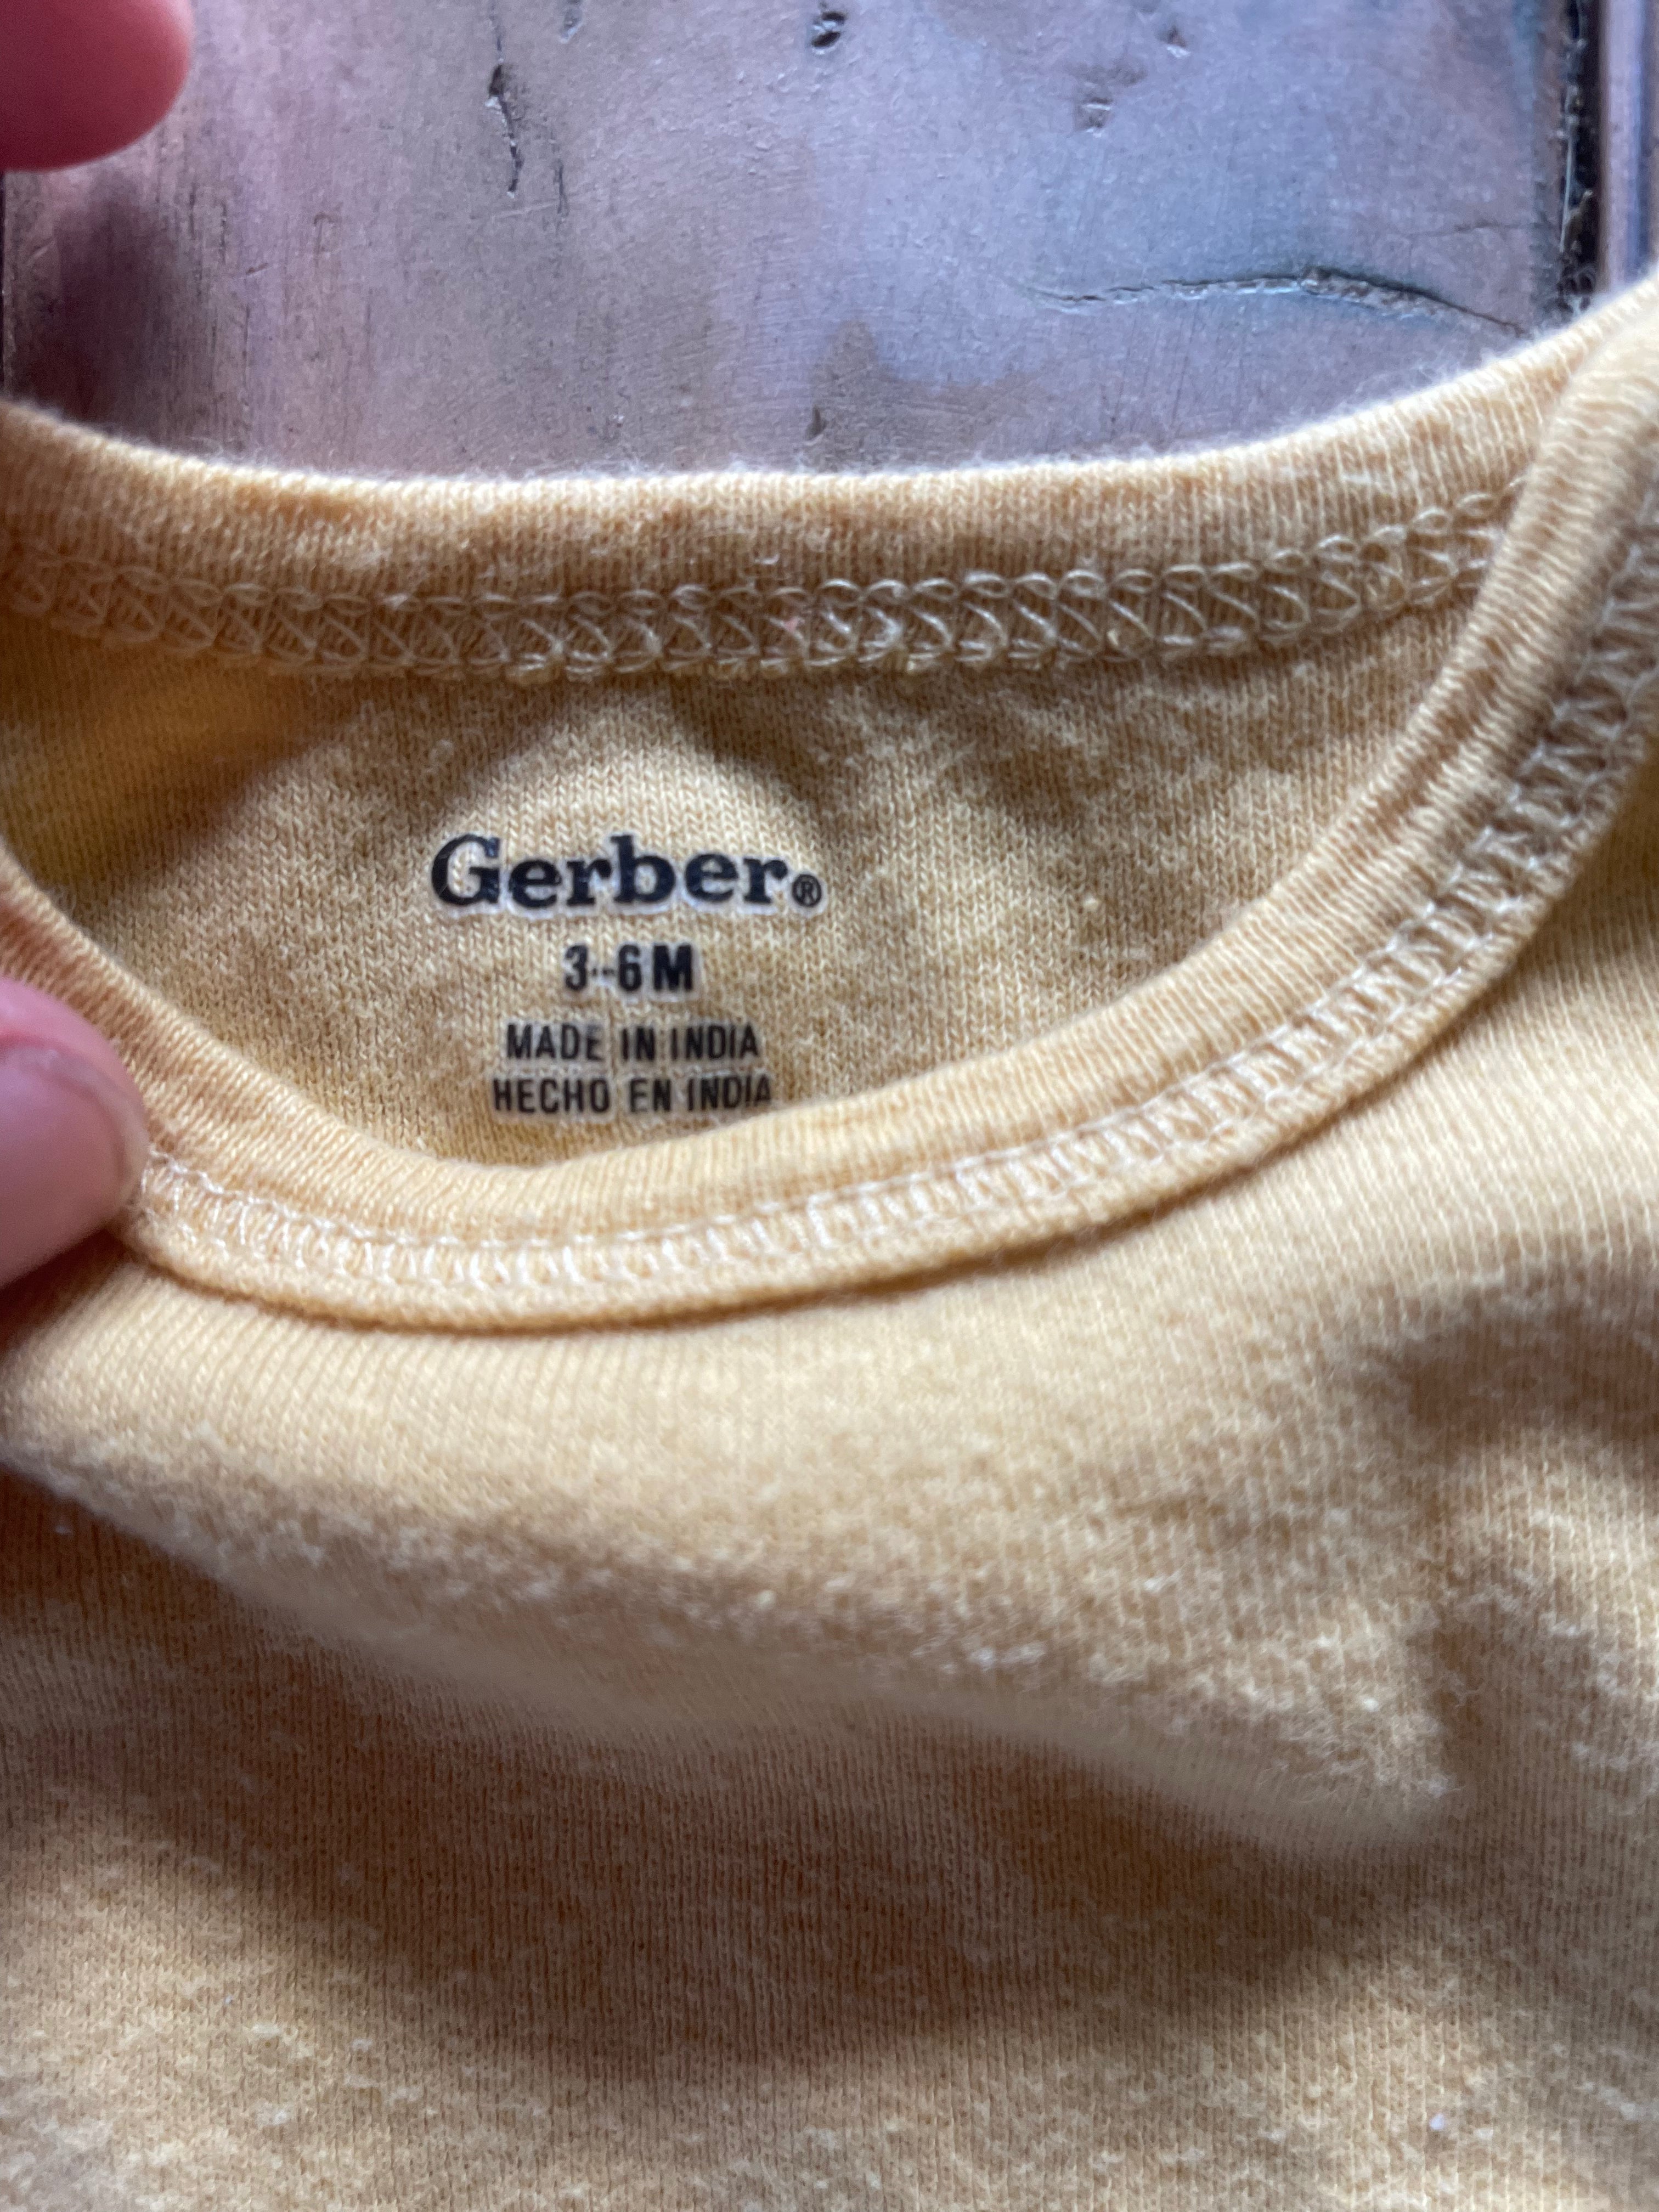 Gerber®
3-6M
MADE IN INDIA
HECHO EN INDIA